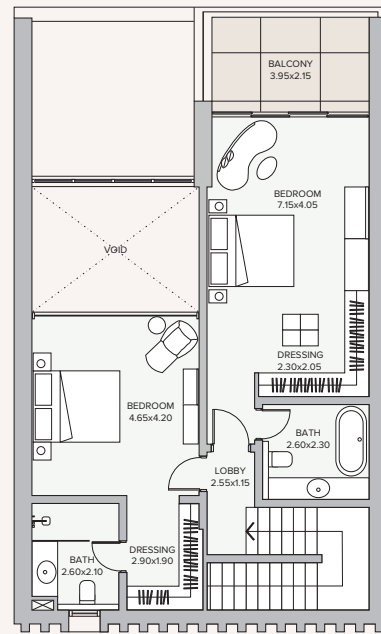 BALCONY
3.95x2.15
BEDROOM
7.15x4.05
VOID
DRESSING
2.30x2.05
BEDROOM
4.65x4.20
BATH
2.60x2.30
LOBBY
2.55x1.15
DRESSING
2.90x1.90
BATH
2.60x2.10